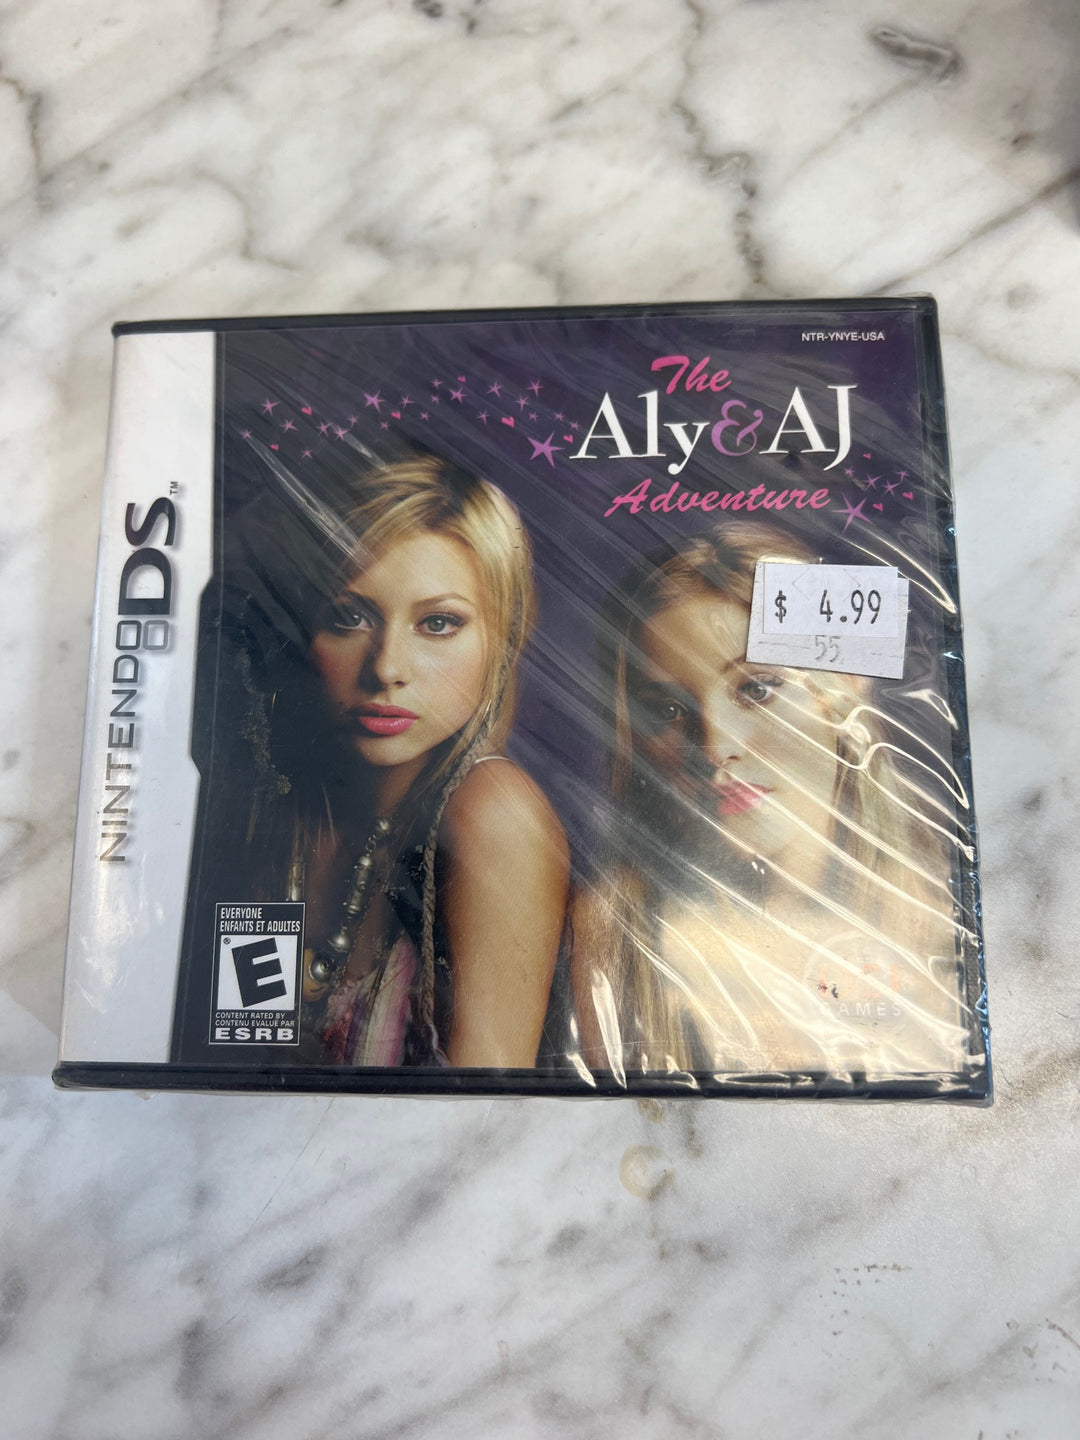 NTR-YNYE-USA
The
Aly & AJ
Adventure
NINTENDO DS™
$ 4.99
55
EVERYONE
ENFANTS ET ADULTES
E
®
CONTENT RATED BY
CONTENU EVALUE PAR
ESRB
GAMES